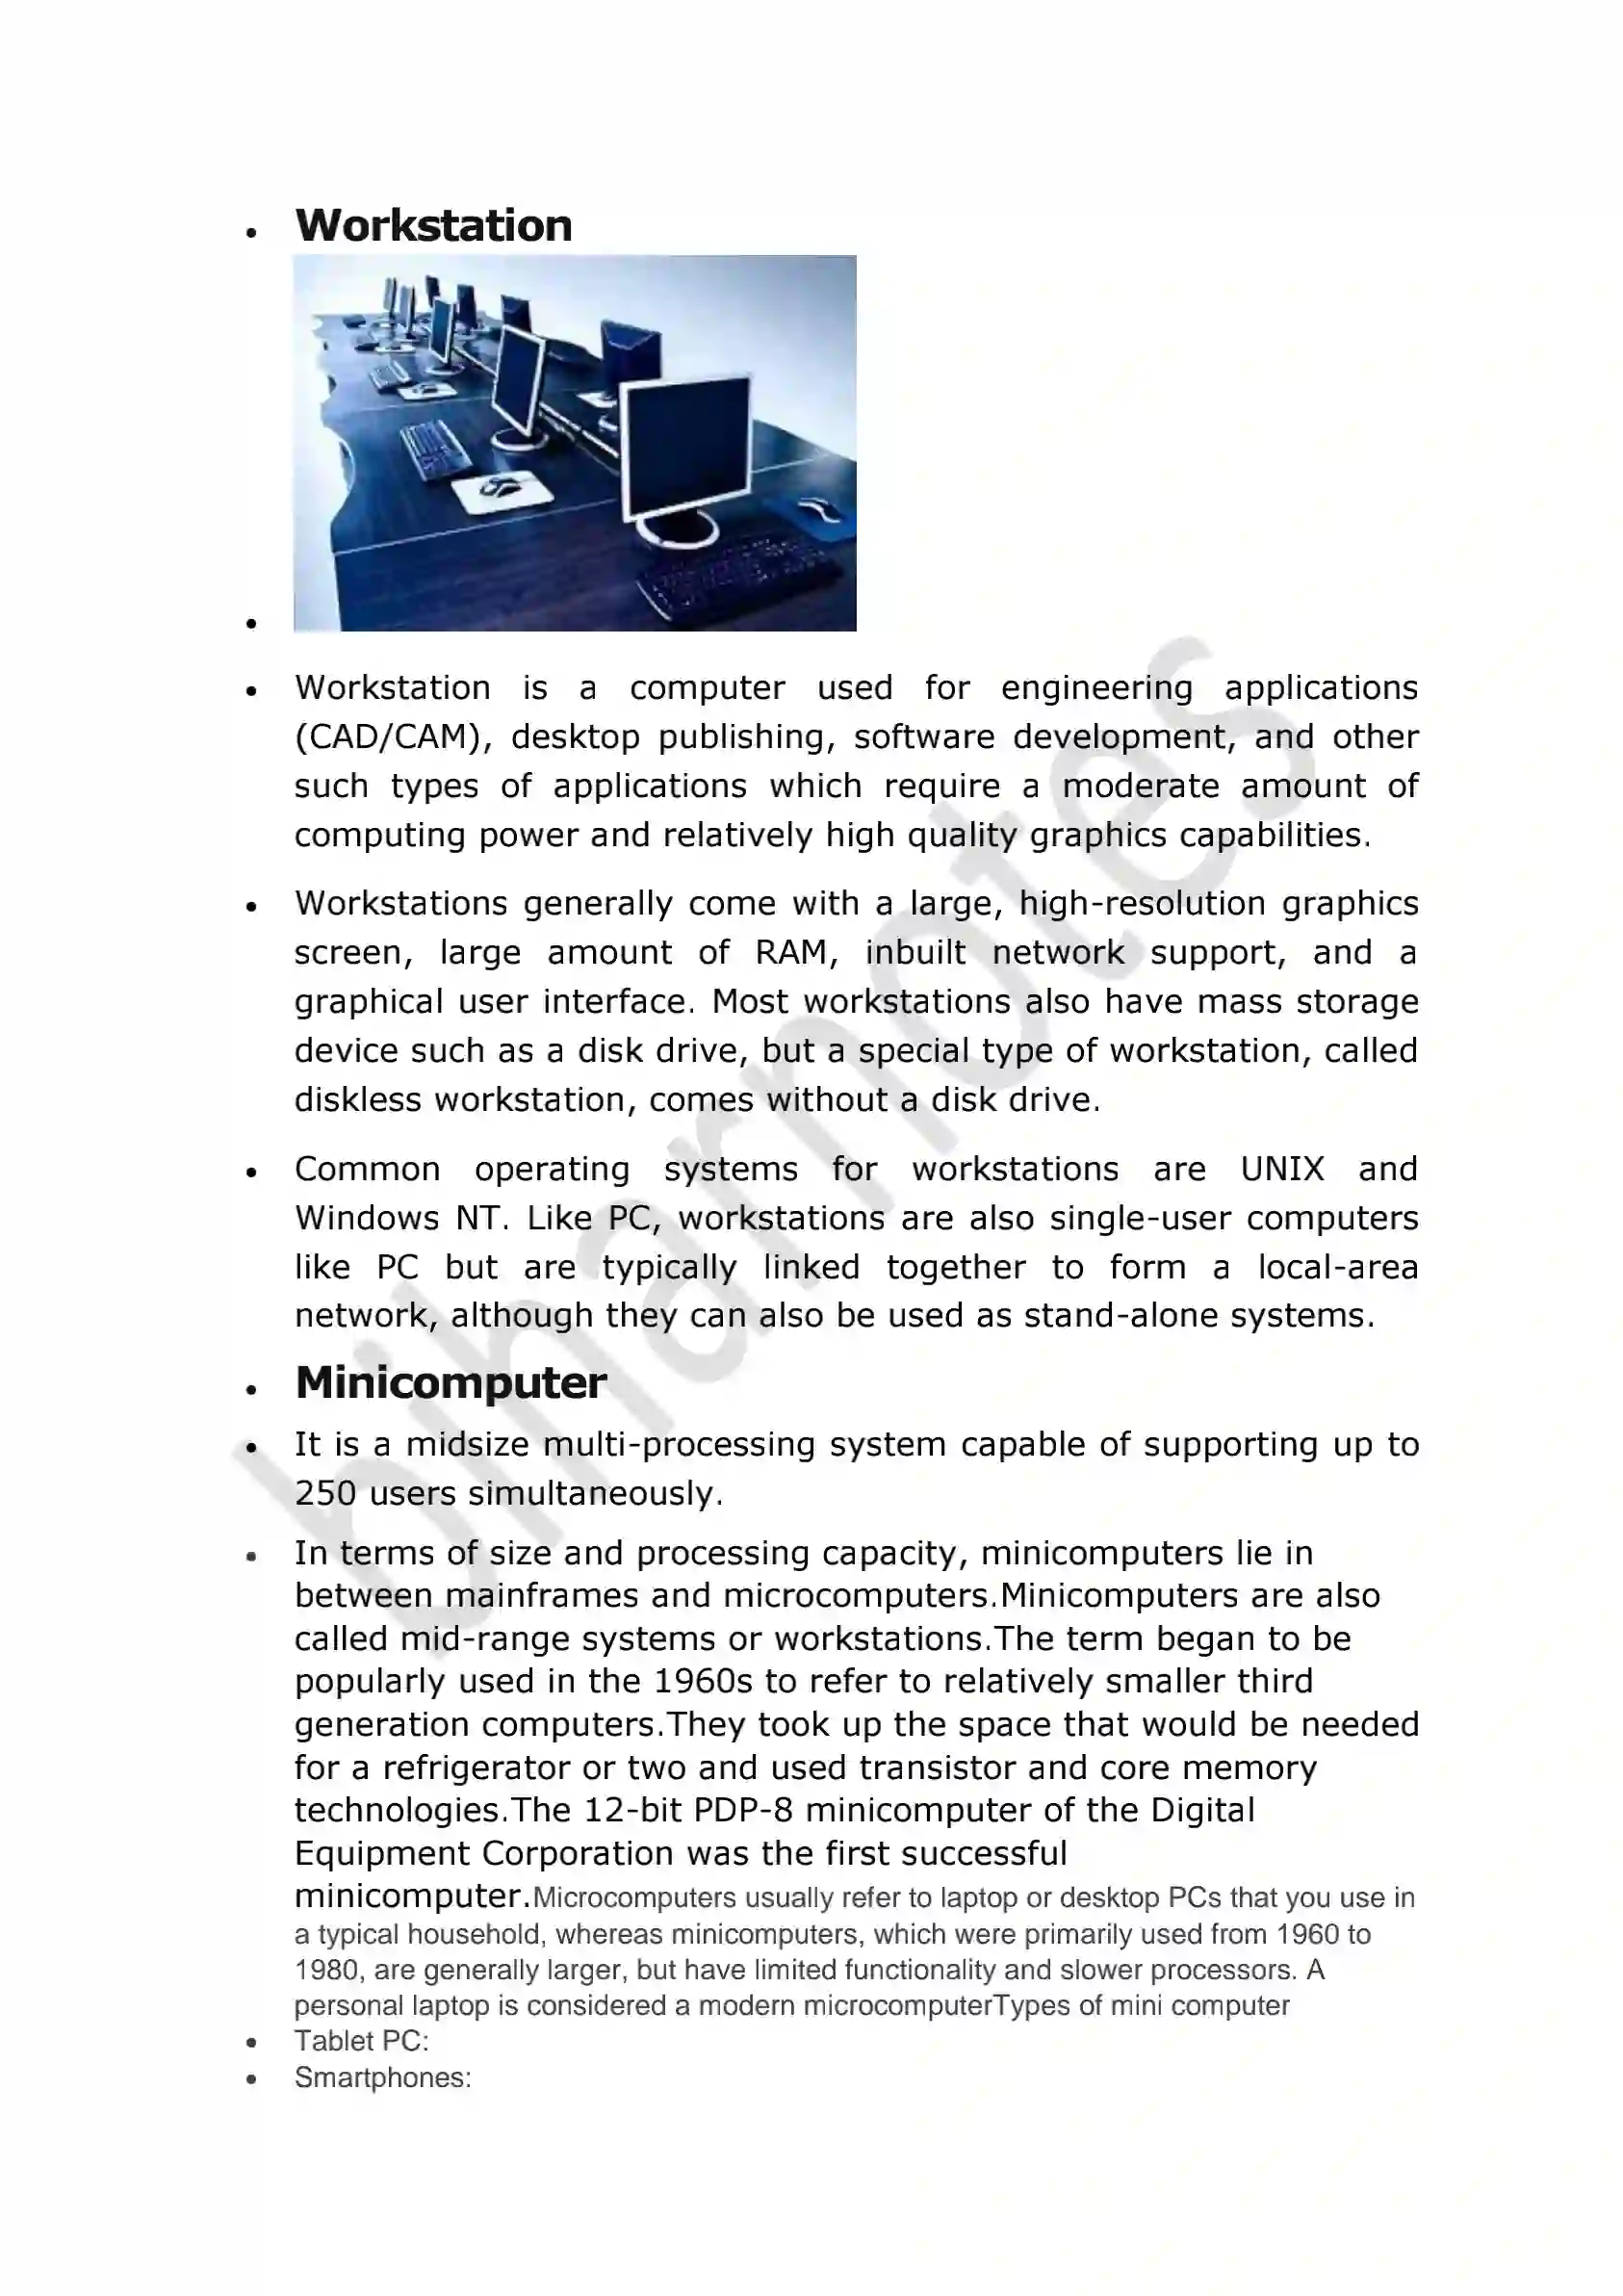 • Workstation
•
• Workstation is a computer used for engineering applications
(CAD/CAM), desktop publishing, software development, and other
such types of applications which require a moderate amount of
computing power and relatively high quality graphics capabilities.
• Workstations generally come with a large, high-resolution graphics
screen, large amount of RAM, inbuilt network support, and a
graphical user interface. Most workstations also have mass storage
device such as a disk drive, but a special type of workstation, called
diskless workstation, comes without a disk drive.
• Common operating systems for workstations are UNIX and
Windows NT. Like PC, workstations are also single-user computers
like PC but are typically linked together to form a local-area
network, although they can also be used as stand-alone systems.
• Minicomputer
• It is a midsize multi-processing system capable of supporting up to
250 users simultaneously.
• In terms of size and processing capacity, minicomputers lie in
between mainframes and microcomputers.Minicomputers are also
called mid-range systems or workstations.The term began to be
popularly used in the 1960s to refer to relatively smaller third
generation computers.They took up the space that would be needed
for a refrigerator or two and used transistor and core memory
technologies.The 12-bit PDP-8 minicomputer of the Digital
Equipment Corporation was the first successful
minicomputer.Microcomputers usually refer to laptop or desktop PCs that you use in
a typical household, whereas minicomputers, which were primarily used from 1960 to
1980, are generally larger, but have limited functionality and slower processors. A
personal laptop is considered a modern microcomputerTypes of mini computer
• Tablet PC:
• Smartphones:
biharnotes